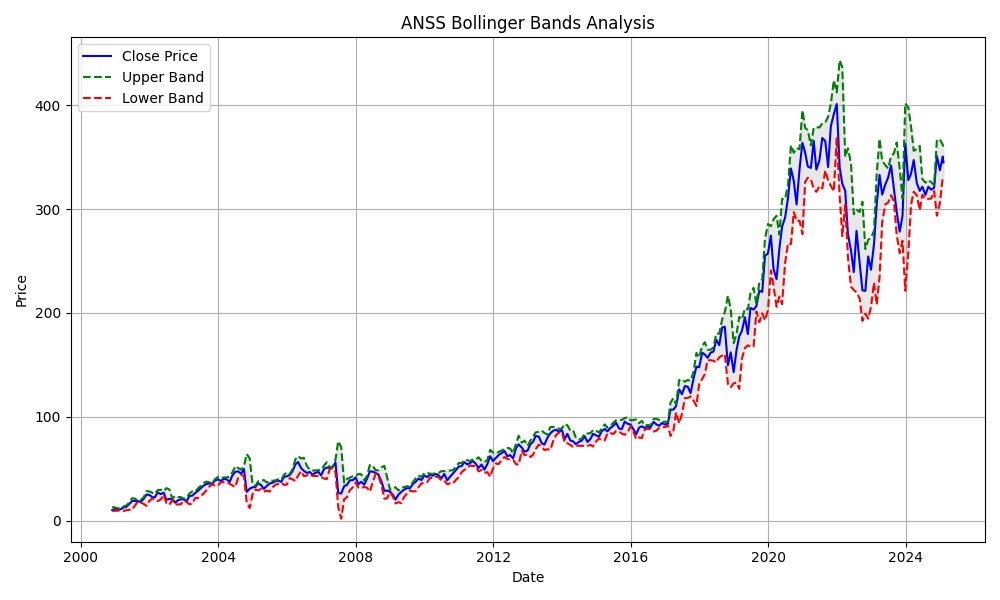 ANSS Bollinger Bands Analysis
Close Price
Upper Band
Lower Band
Price
400
300
200
100
0
2000 2004 2008 2012 2016 2020 2024
Date